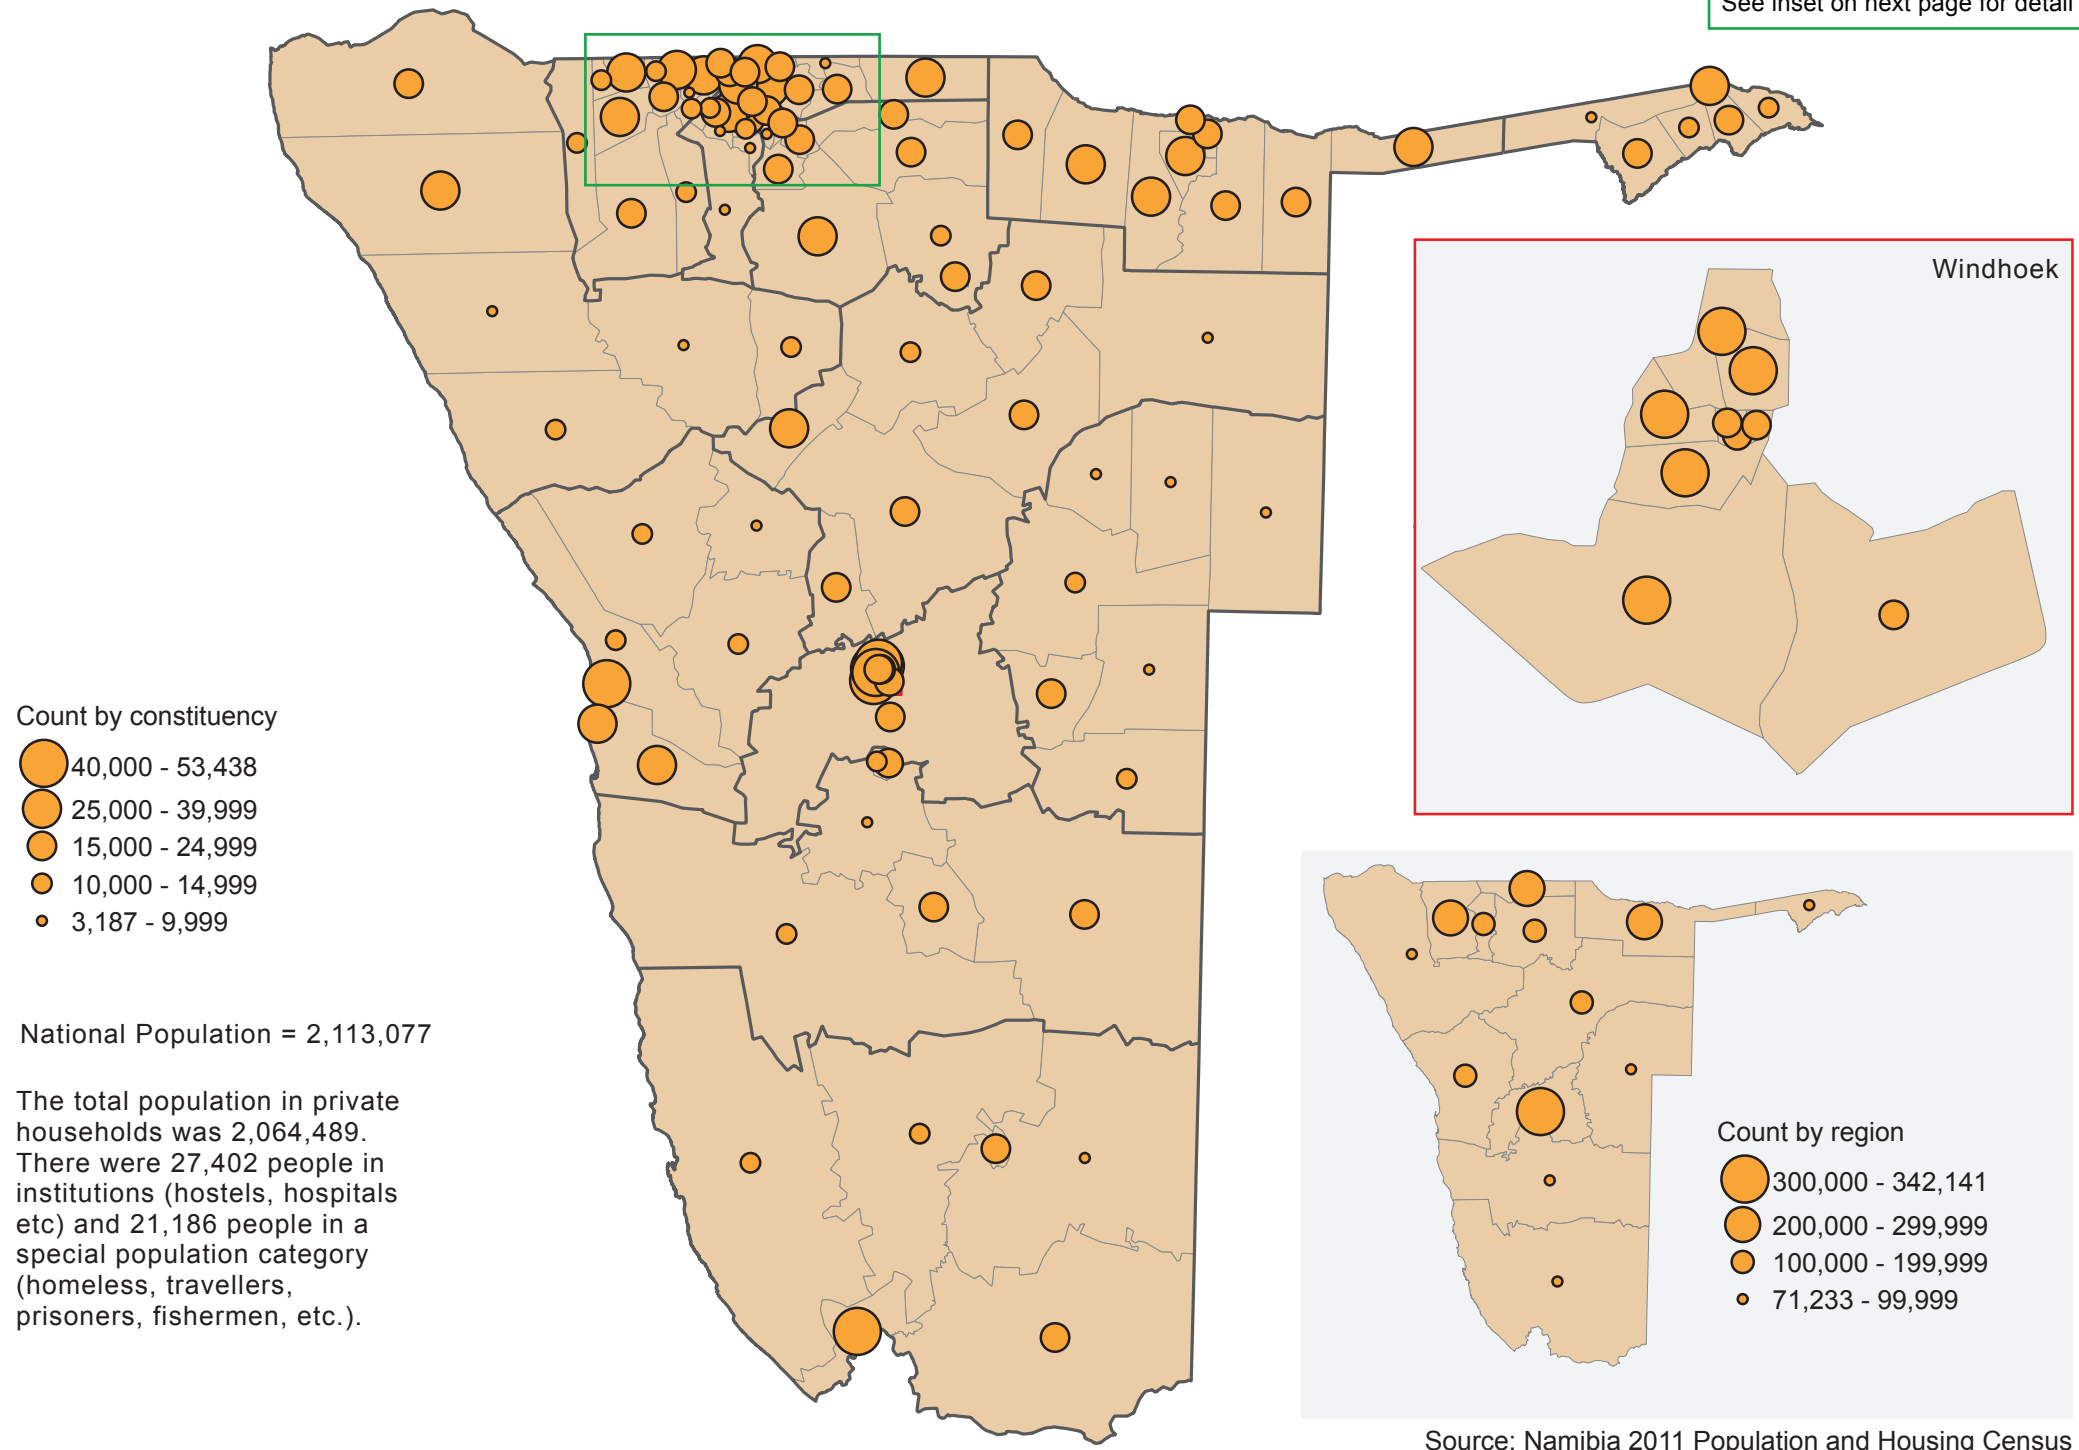 See inset on next page for detail
Windhoek
Count by constituency
40,000 - 53,438
25,000 - 39,999
15,000 - 24,999
10,000 - 14,999
3,187 - 9,999
National Population = 2,113,077
The total population in private
households was 2,064,489.
There were 27,402 people in
institutions (hostels, hospitals
etc) and 21,186 people in a
special population category
(homeless, travellers,
prisoners, fishermen, etc.).
Count by region
300,000 - 342,141
200,000 - 299,999
100,000 - 199,999
71,233 - 99,999
Source: Namibia 2011 Population and Housing Census